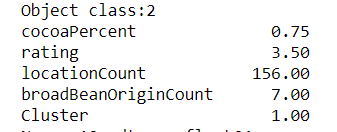 Object class:2
cocoaPercent 0.75
rating 3.50
locationCount 156.00
broadBeanOriginCount 7.00
Cluster 1.00